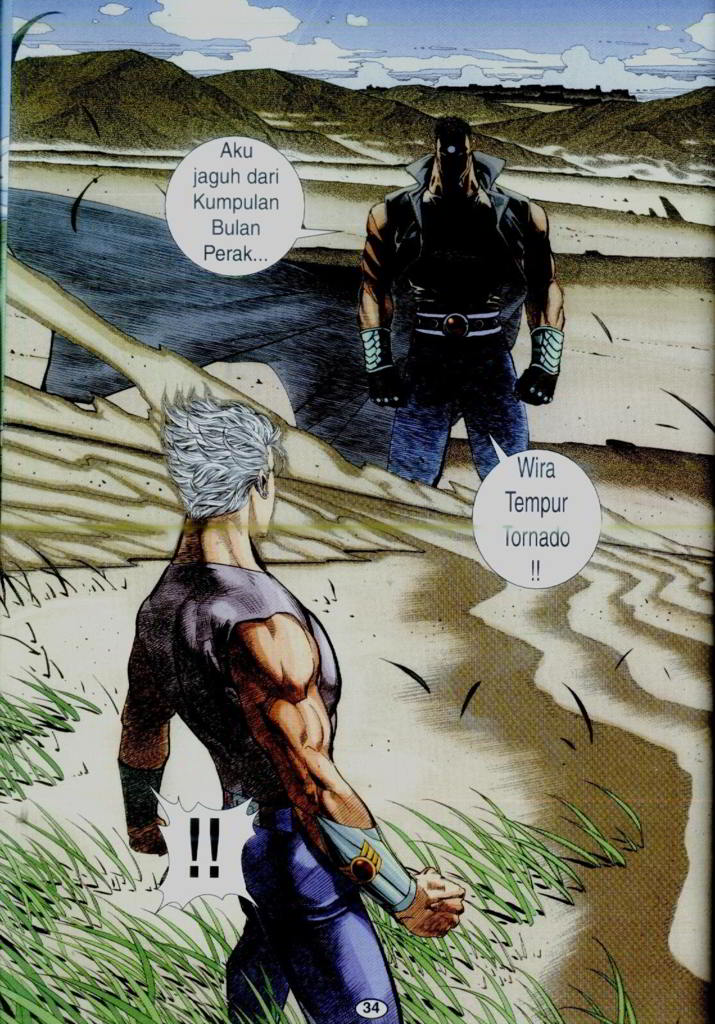 Aku
jaguh dari
Kumpulan
Bulan
Perak...
Wira
Tempur
Tornado
!!
!!
34